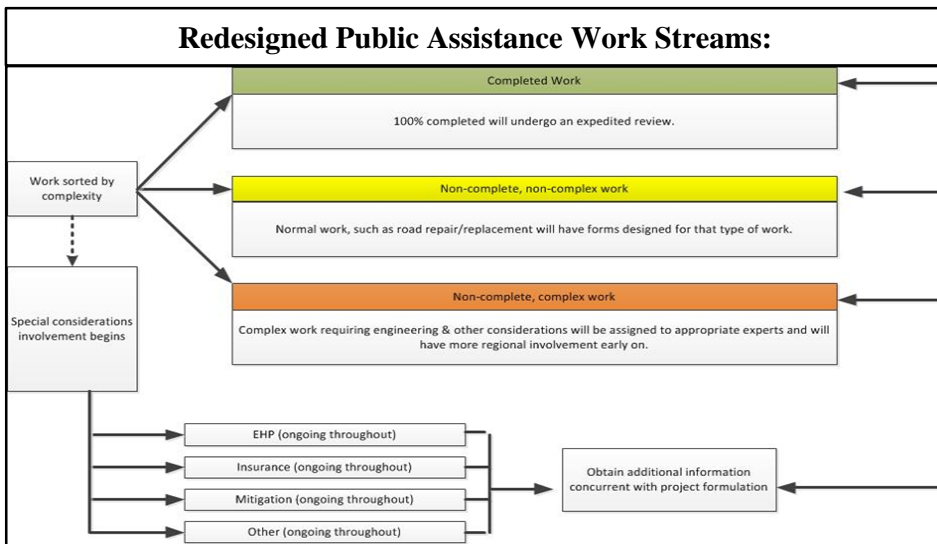 Redesigned Public Assistance Work Streams:
Completed Work
100% completed will undergo an expedited review.
Work sorted by
complexity
Non-complete, non-complex work
Normal work, such as road repair/replacement will have forms designed for that type of work.
Special considerations
involvement begins
Non-complete, complex work
Complex work requiring engineering & other considerations will be assigned to appropriate experts and will
have more regional involvement early on.
EHP (ongoing throughout)
Insurance (ongoing throughout)
Mitigation (ongoing throughout)
Other (ongoing throughout)
Obtain additional information
concurrent with project formulation